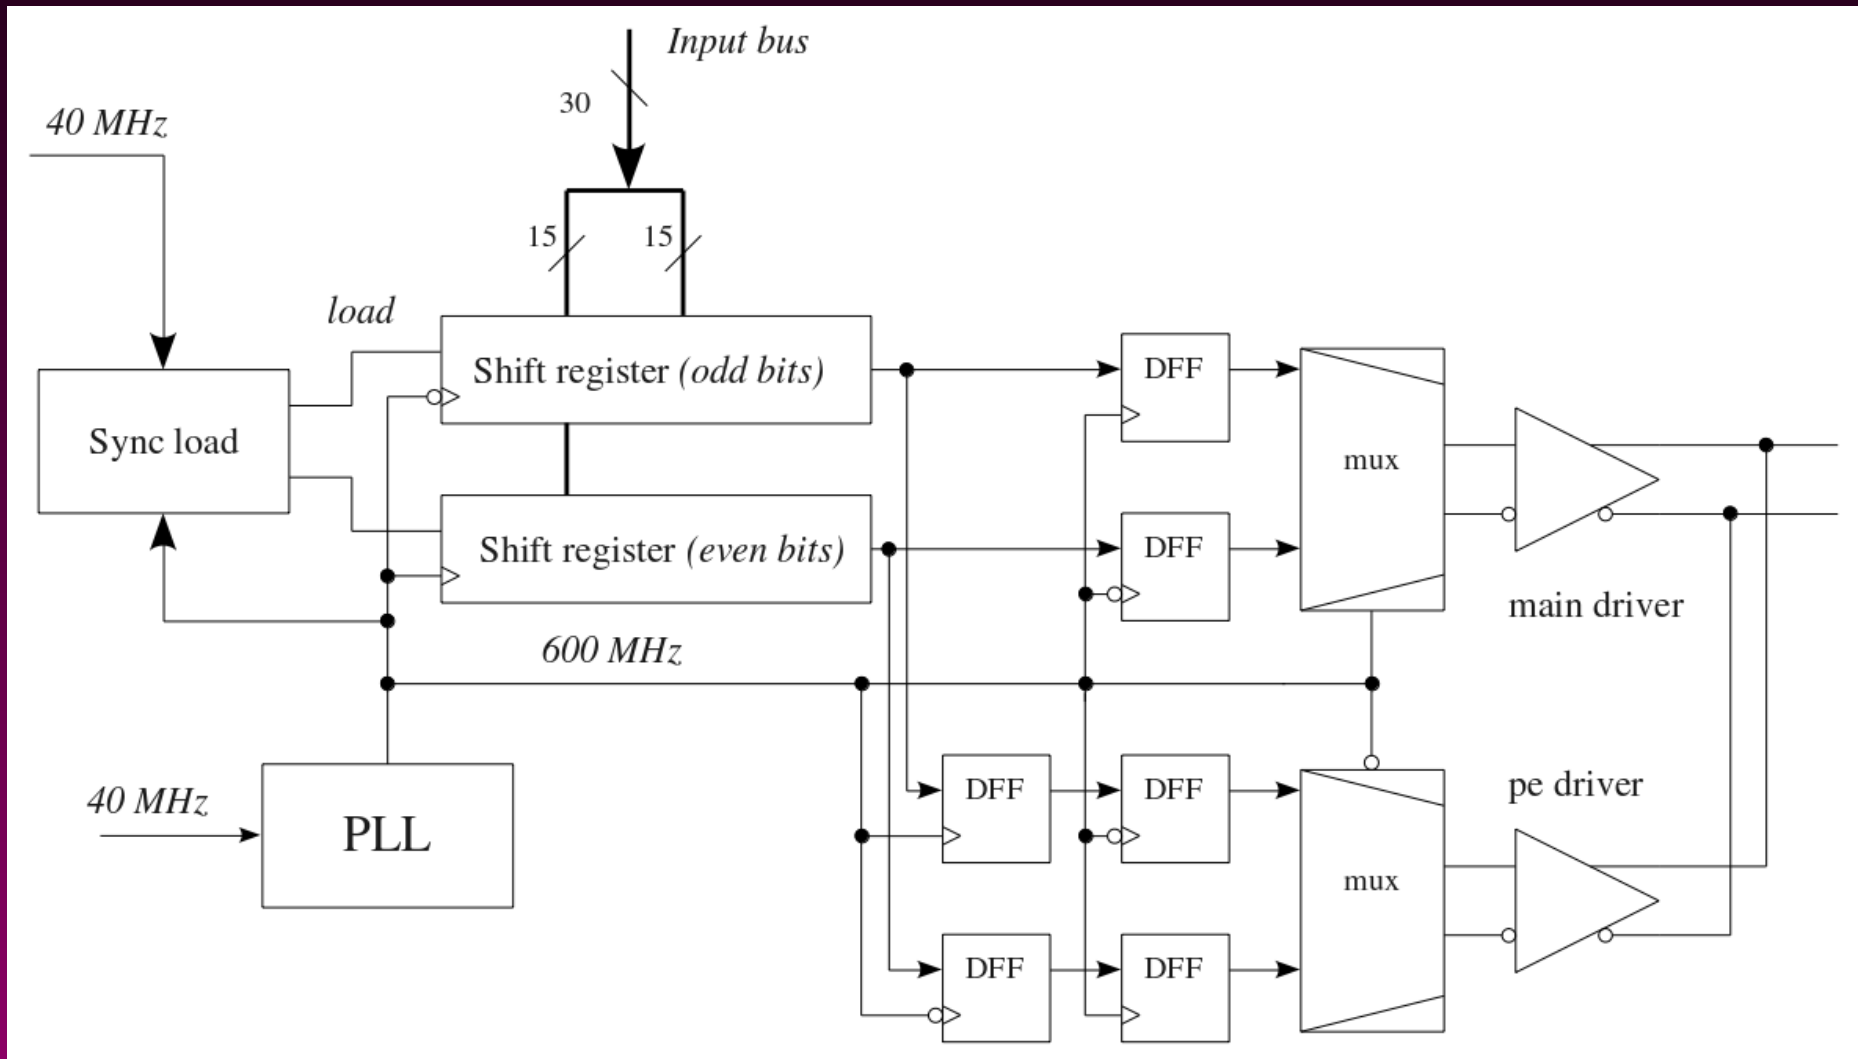 Input bus
30
40 MHz
15
15
load
Shift register (odd bits)
DFF
Sync load
mux
Shift register (even bits)
DFF
main driver
600 MHz
40 MHz
PLL
DFF
DFF
pe driver
mux
DFF
DFF